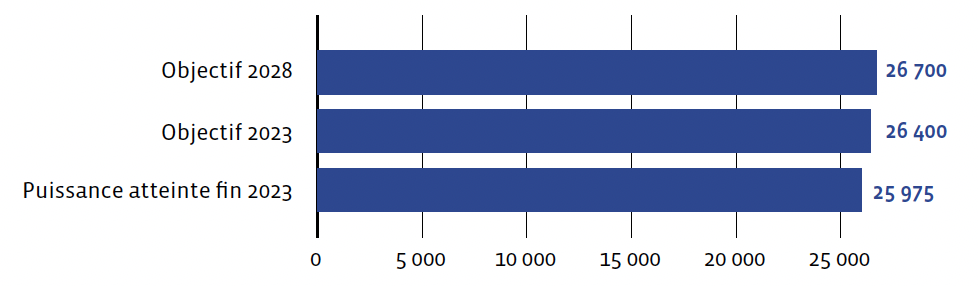 Objectif 2028 26 700
Objectif 2023 26 400
Puissance atteinte fin 2023 25 975
0 5 000 10 000 15 000 20 000 25 000